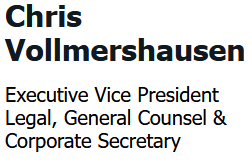 Chris
Vollmershausen
Executive Vice President
Legal, General Counsel &
Corporate Secretary